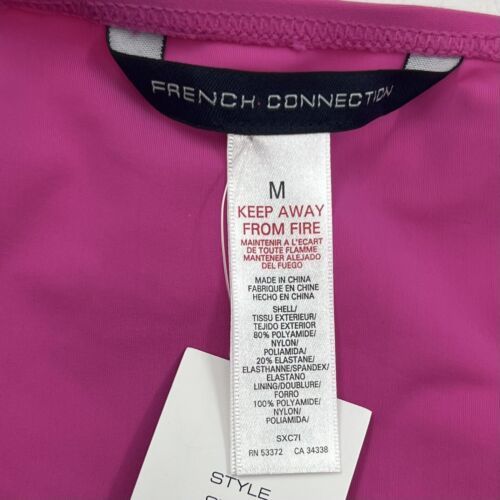 FRENCH CONNECTION
M
KEEP AWAY
FROM FIRE
MAINTENIR A L'ECART
DE TOUTE FLAMME
MANTENER ALEJADO
DEL FUEGO
MADE IN CHINA
FABRIQUE EN CHINE
HECHO EN CHINA
SHELL/
TISSU EXTERIEUR/
TEJIDO EXTERIOR
80% POLYAMIDE/
NYLON/
POLIAMIDA/
20% ELASTANE/
ELASTHANNE/SPANDEX/
ELASTANO
LINING/DOUBLURE/
FORRO
100% POLYAMIDE/
NYLON/
POLIAMIDA/
SXC7I
RN 53372 CA 34338
STYLE